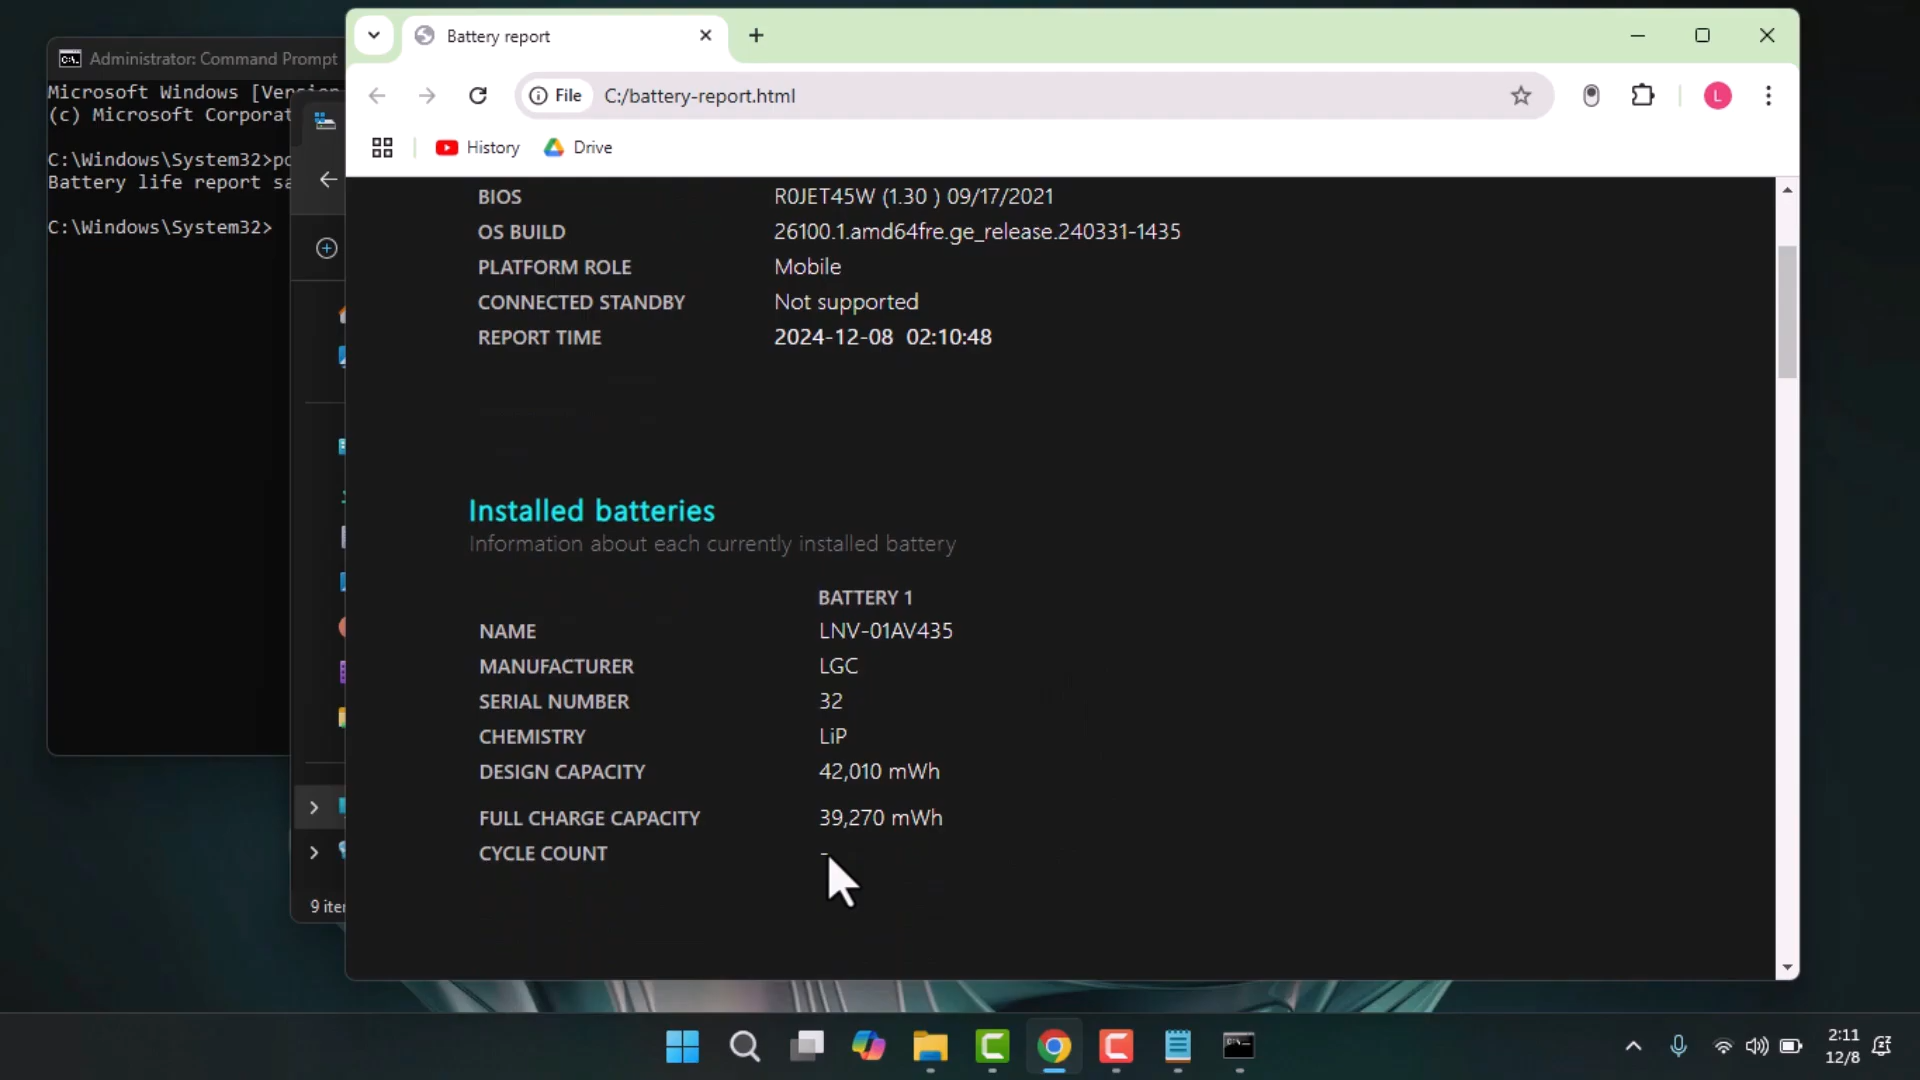 Battery report
File
C:/battery-report.html
L
History
Drive
Administrator: Command Prompt
Microsoft Windows [Version
(c) Microsoft Corporat
C:\Windows\System32>po
Battery life report sa
C:\Windows\System32>
9 iter
BIOS R0JET45W (1.30 ) 09/17/2021
OS BUILD 26100.1.amd64fre.ge_release.240331-1435
PLATFORM ROLE Mobile
CONNECTED STANDBY Not supported
REPORT TIME 2024-12-08 02:10:48
Installed batteries
Information about each currently installed battery
BATTERY 1
NAME LNV-01AV435
MANUFACTURER LGC
SERIAL NUMBER 32
CHEMISTRY LiP
DESIGN CAPACITY 42,010 mWh
FULL CHARGE CAPACITY 39,270 mWh
CYCLE COUNT -
2:11
12/8